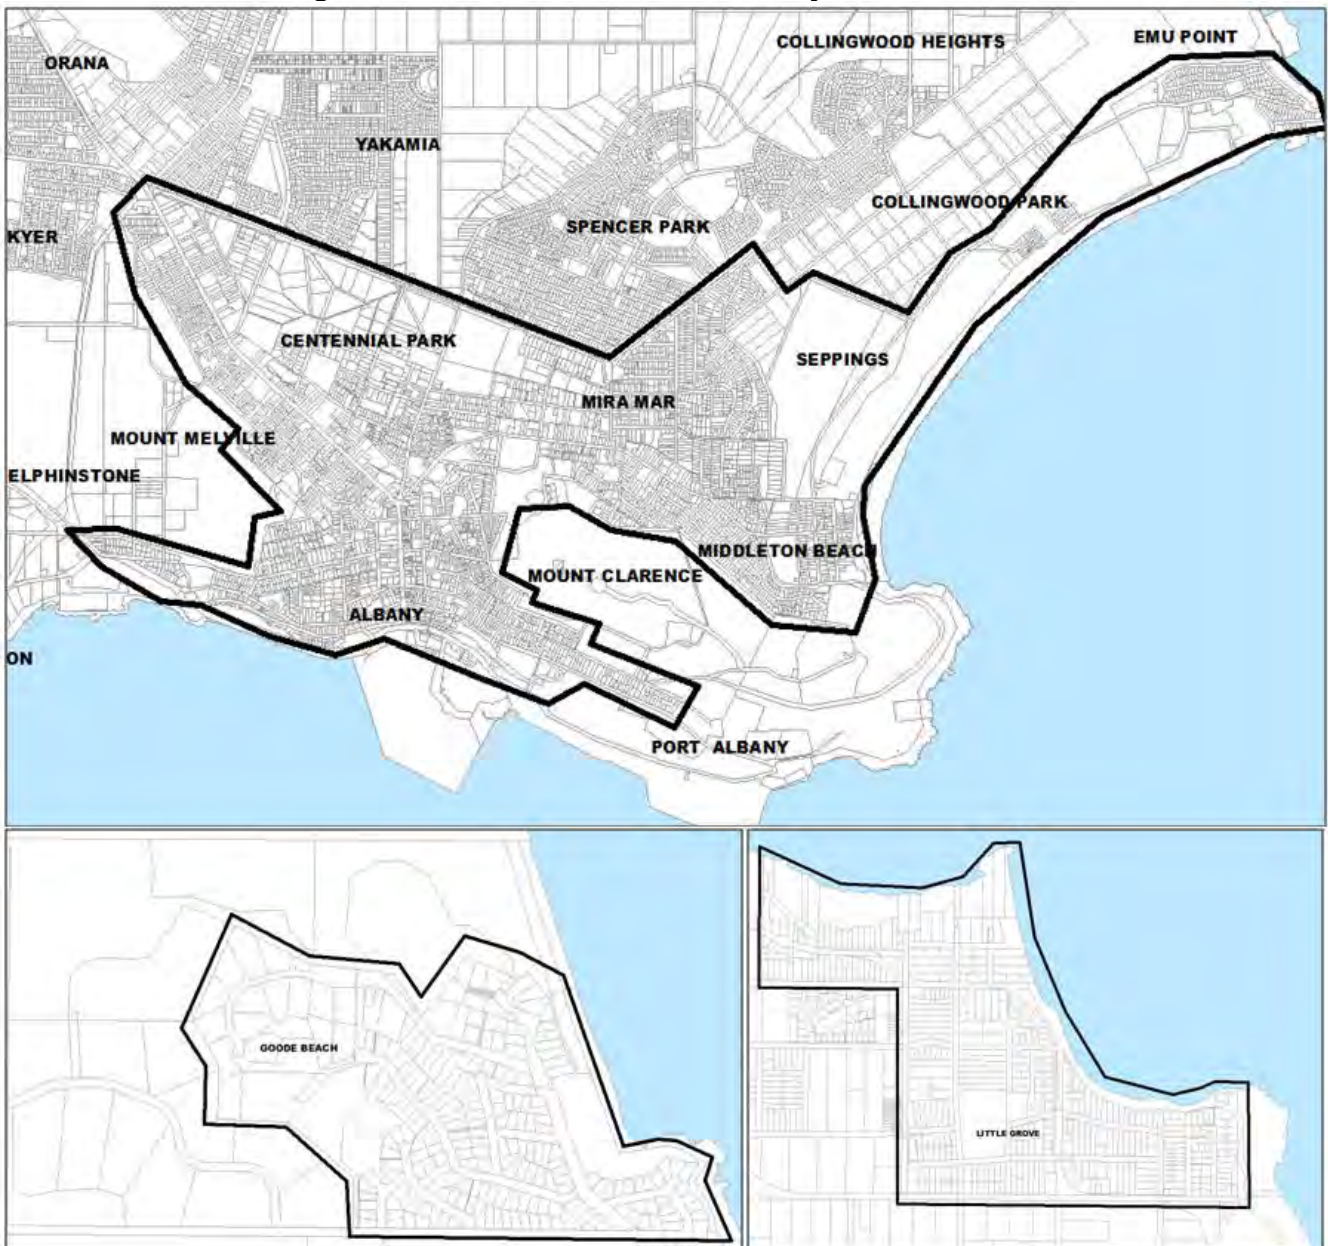 COLLINGWOOD HEIGHTS
EMU POINT
ORANA
YAKAMIA
COLLINGWOOD PARK
SPENCER PARK
KYER
CENTENNIAL PARK
SEPPINGS
MIRA MAR
MOUNT MELVILLE
ELPHINSTONE
MIDDLETON BEACH
MOUNT CLARENCE
ALBANY
ON
PORT ALBANY
GOODE BEACH
LITTLE GROVE